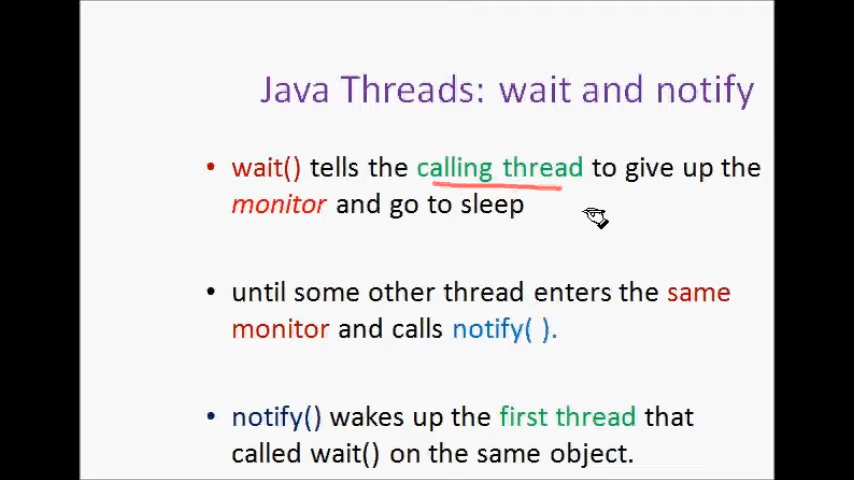 Java Threads: wait and notify
• wait() tells the calling thread to give up the
monitor and go to sleep
• until some other thread enters the same
monitor and calls notify( ).
• notify() wakes up the first thread that
called wait() on the same object.